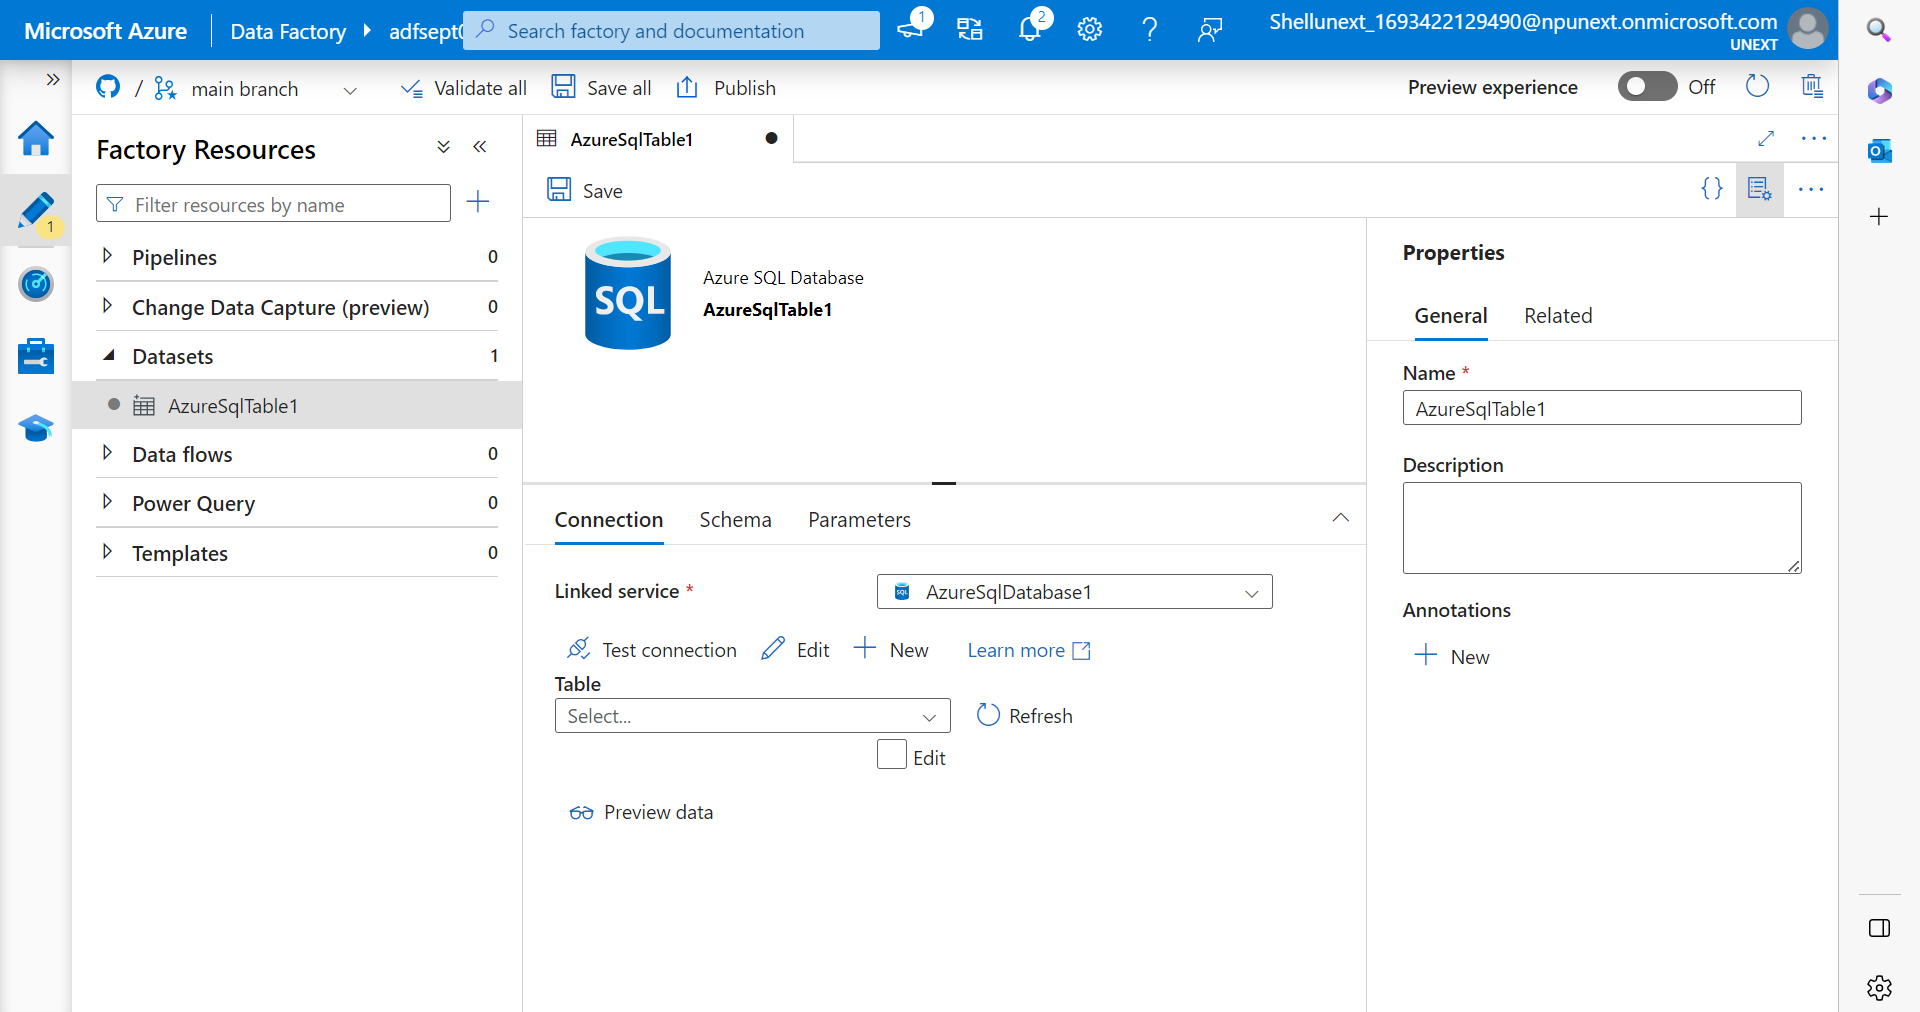 Microsoft Azure
Data Factory
adfsept0
Search factory and documentation
1
2
Shellunext_1693422129490@npunext.onmicrosoft.com
UNEXT
/
main branch
Validate all
Save all
Publish
Preview experience
Off
1
Factory Resources
Filter resources by name
Pipelines 0
Change Data Capture (preview) 0
Datasets 1
AzureSqlTable1
Data flows 0
Power Query 0
Templates 0
AzureSqlTable1
Save
{}
SQL
Azure SQL Database
AzureSqlTable1
Connection
Schema
Parameters
Linked service *
SQL AzureSqlDatabase1
Test connection
Edit
New
Learn more
Table
Select...
Refresh
Edit
Preview data
Properties
General
Related
Name *
AzureSqlTable1
Description
Annotations
New